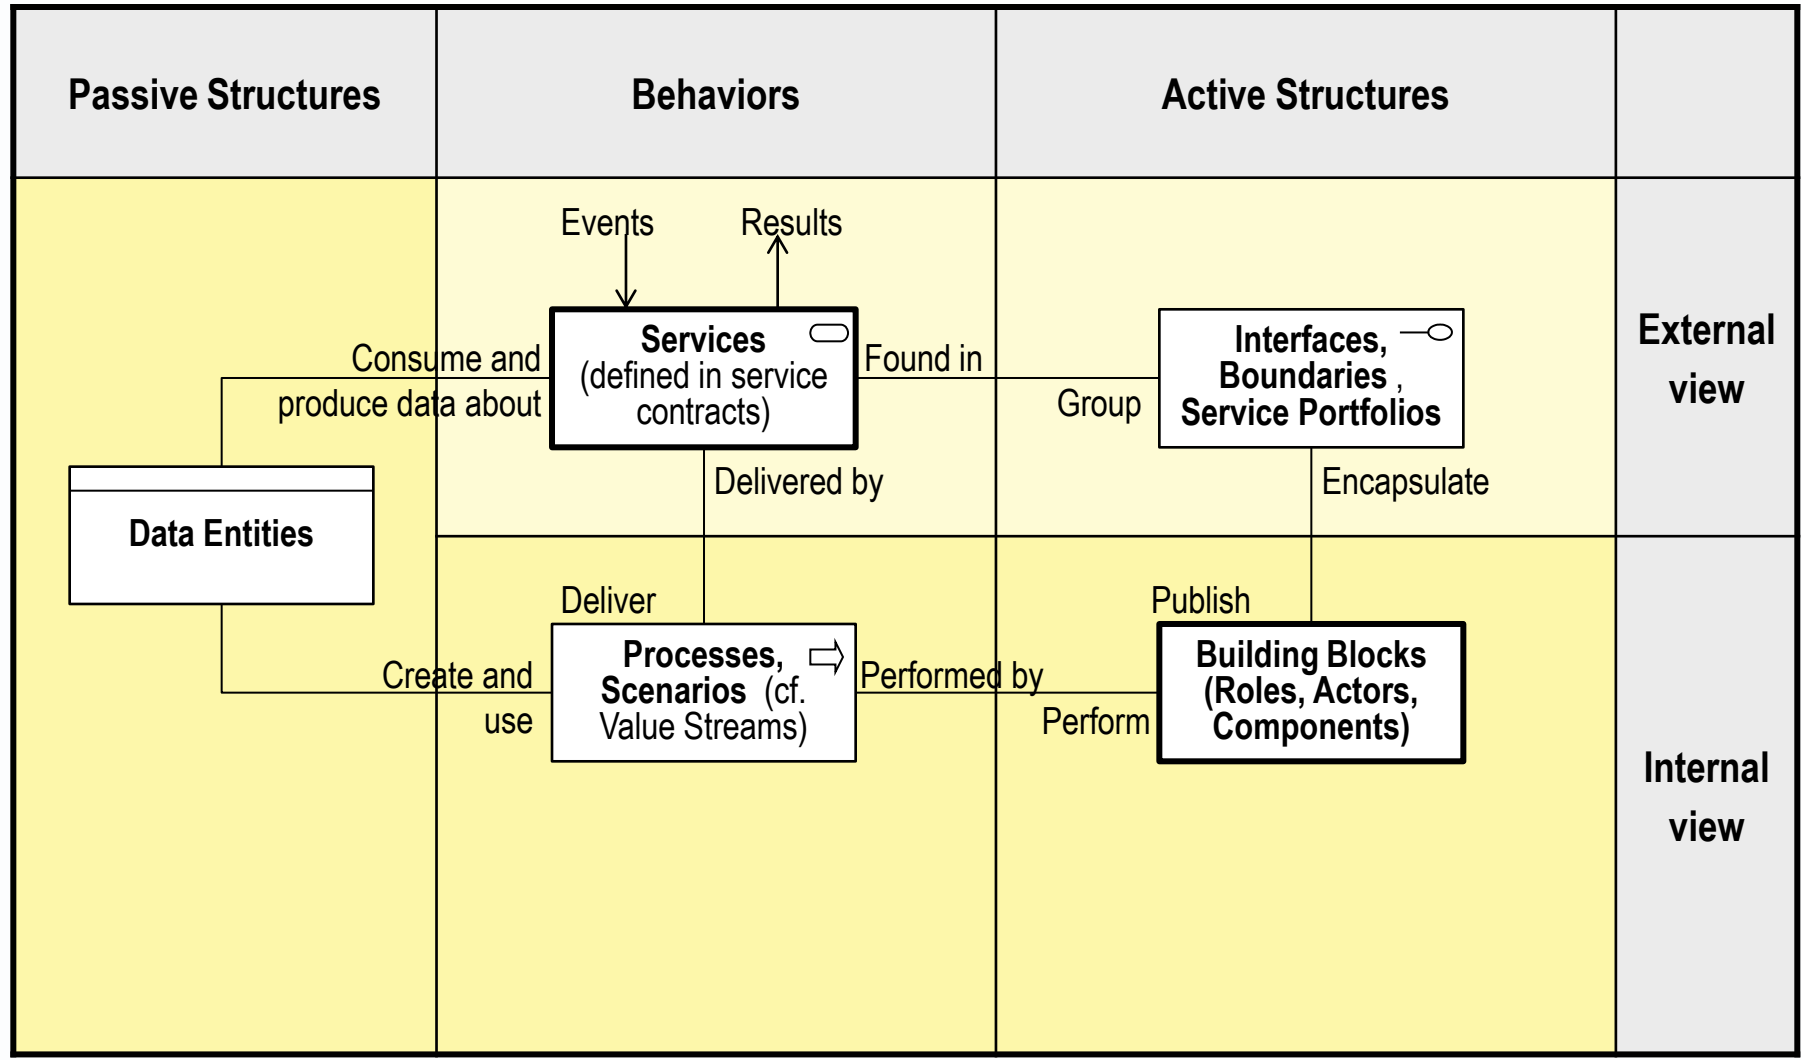 Passive Structures
Behaviors
Active Structures
Events
Results
Consume and
produce data about
Services
(defined in service
contracts)
Found in
Group
Interfaces,
Boundaries ,
Service Portfolios
External
view
Data Entities
Delivered by
Encapsulate
Deliver
Publish
Create and
use
Processes,
Scenarios (cf.
Value Streams)
Performed by
Perform
Building Blocks
(Roles, Actors,
Components)
Internal
view